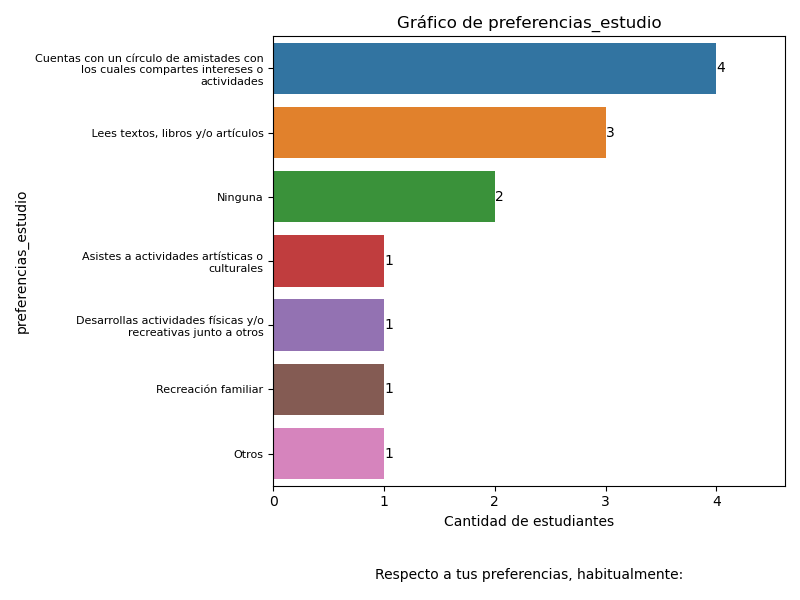 Gráfico de preferencias_estudio
Cuentas con un círculo de amistades con
los cuales compartes intereses o
actividades
4
Lees textos, libros y/o artículos
3
Ninguna
2
Asistes a actividades artísticas o
culturales
1
Desarrollas actividades físicas y/o
recreativas junto a otros
1
Recreación familiar
1
Otros
1
preferencias_estudio
0 1 2 3 4
Cantidad de estudiantes
Respecto a tus preferencias, habitualmente: